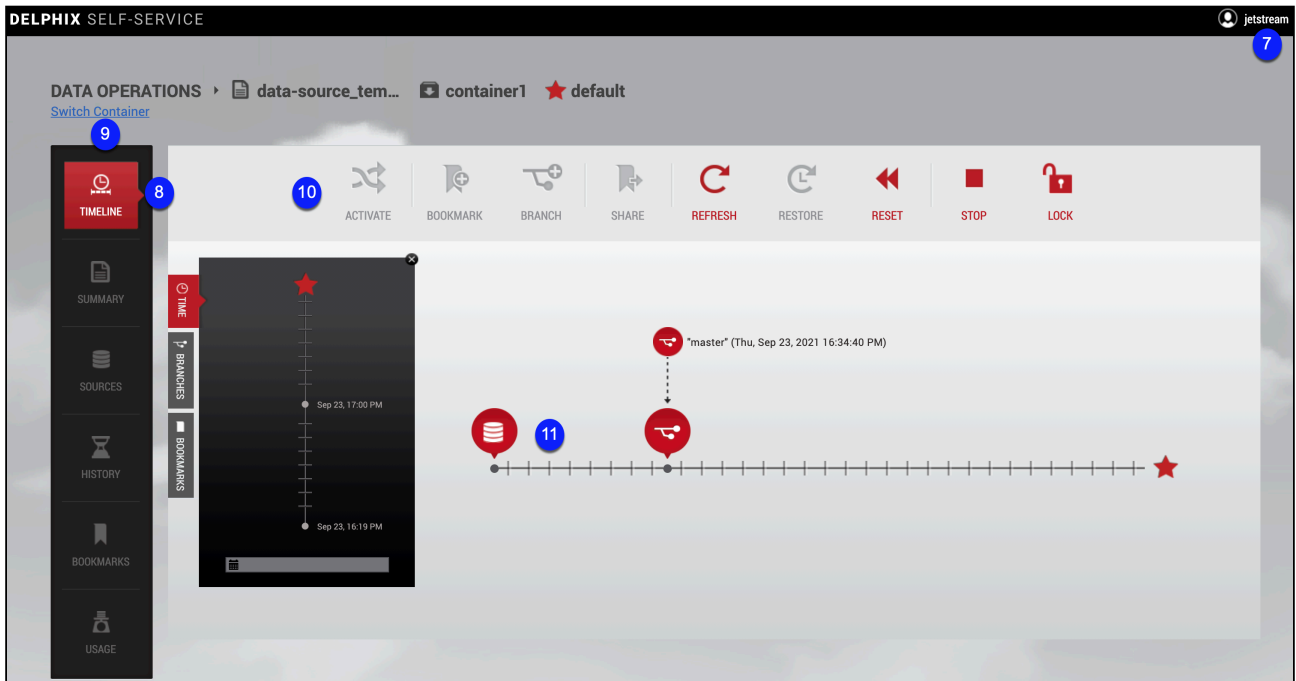 DELPHIX SELF-SERVICE
jetstream
7
DATA OPERATIONS data-source_tem... container1 default
Switch Container
9
8
TIMELINE
SUMMARY
SOURCES
HISTORY
BOOKMARKS
USAGE
10
ACTIVATE BOOKMARK BRANCH SHARE REFRESH RESTORE RESET STOP LOCK
TIME
BRANCHES
BOOKMARKS
Sep 23, 17:00 PM
Sep 23, 16:19 PM
"master" (Thu, Sep 23, 2021 16:34:40 PM)
11